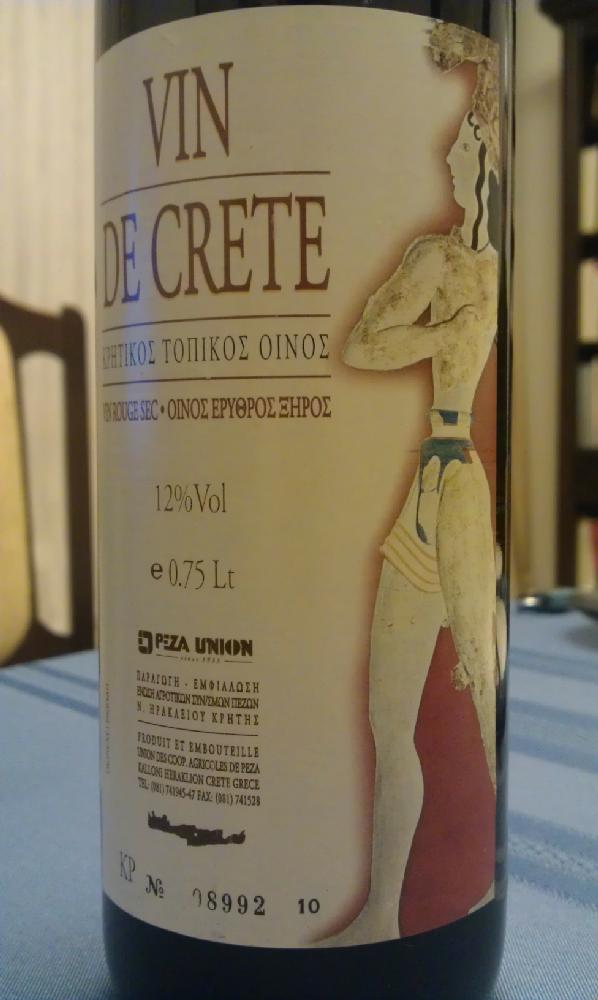 VIN
DE CRETE
ΚΡΗΤΙΚΟΣ ΤΟΠΙΚΟΣ ΟΙΝΟΣ
VIN ROUGE SEC • ΟΙΝΟΣ ΕΡΥΘΡΟΣ ΞΗΡΟΣ
12%Vol
e 0.75 Lt
PEZA UNION
since 1933
ΠΑΡΑΓΩΓΗ - ΕΜΦΙΑΛΩΣΗ
ΕΝΩΣΗ ΑΓΡΟΤΙΚΩΝ ΣΥΝ/ΣΜΩΝ ΠΕΖΩΝ
Ν. ΗΡΑΚΛΕΙΟΥ ΚΡΗΤΗΣ
PRODUIT ET EMBOUTEILLE
UNION DES COOP. AGRICOLES DE PEZA
KALLONI HERAKLION CRETE GRECE
TEL: (081) 741945-47 FAX: (081) 741528
KP № 08992 10